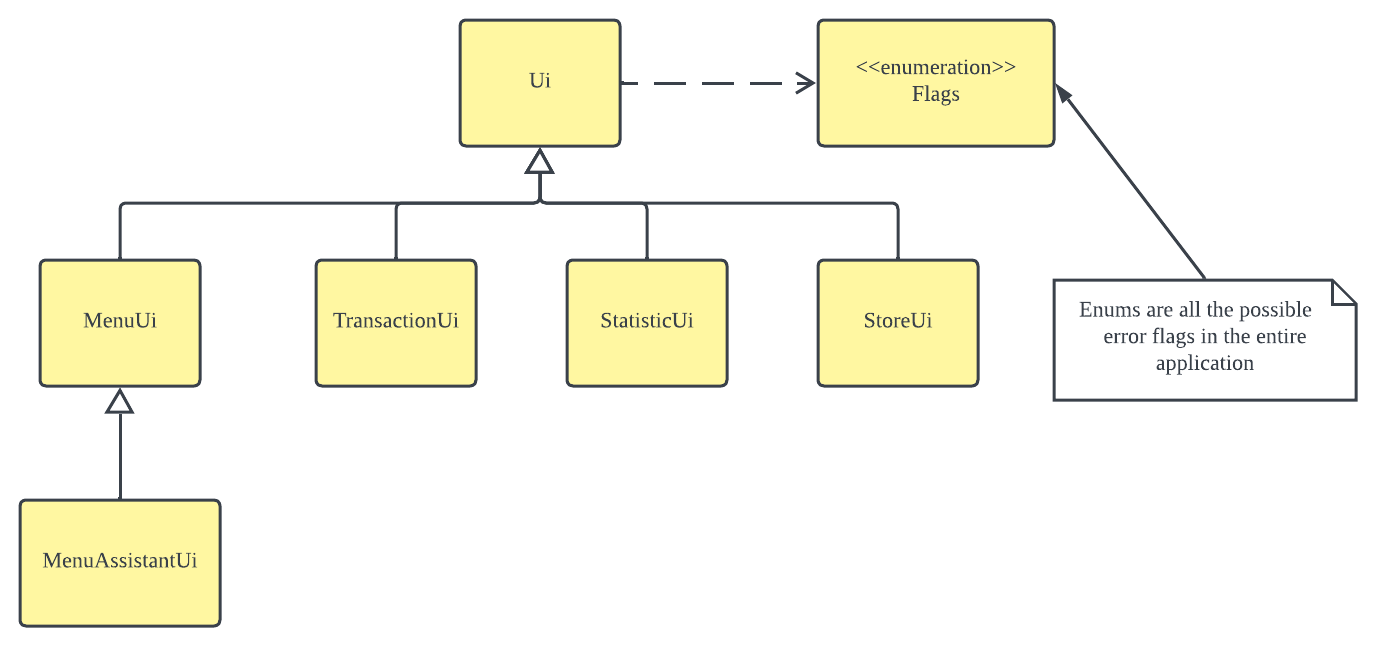 Ui
<<enumeration>>
Flags
MenuUi
TransactionUi
StatisticUi
StoreUi
Enums are all the possible
error flags in the entire
application
MenuAssistantUi